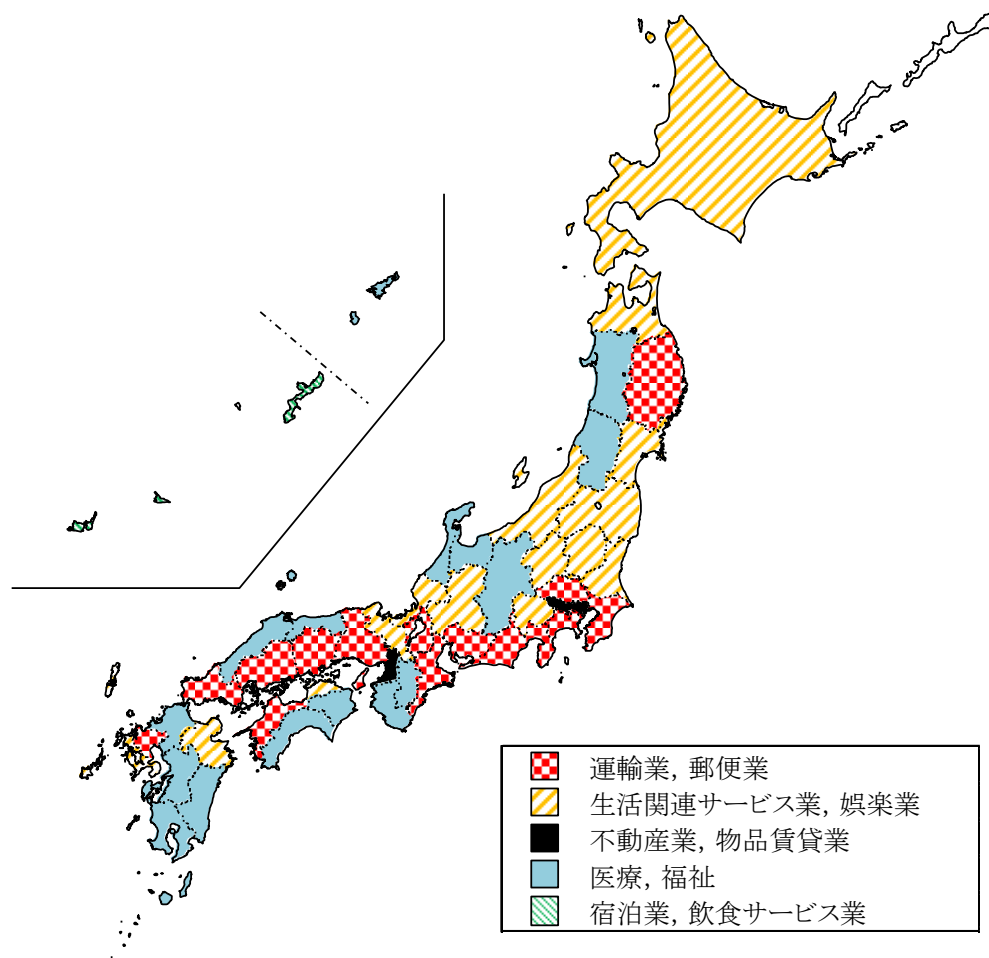 運輸業, 郵便業
生活関連サービス業, 娯楽業
不動産業, 物品賃貸業
医療, 福祉
宿泊業, 飲食サービス業